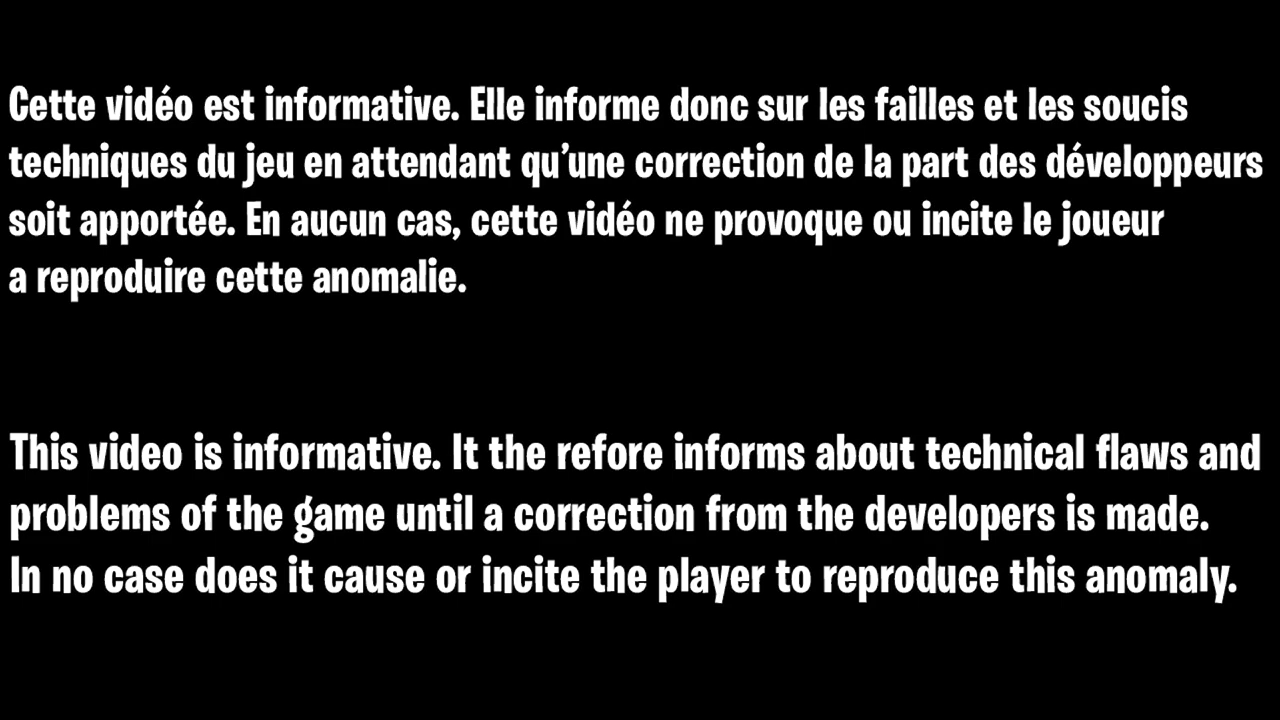 Cette vidéo est informative. Elle informe donc sur les failles et les soucis
techniques du jeu en attendant qu’une correction de la part des développeurs
soit apportée. En aucun cas, cette vidéo ne provoque ou incite le joueur
a reproduire cette anomalie.
This video is informative. It the refore informs about technical flaws and
problems of the game until a correction from the developers is made.
In no case does it cause or incite the player to reproduce this anomaly.